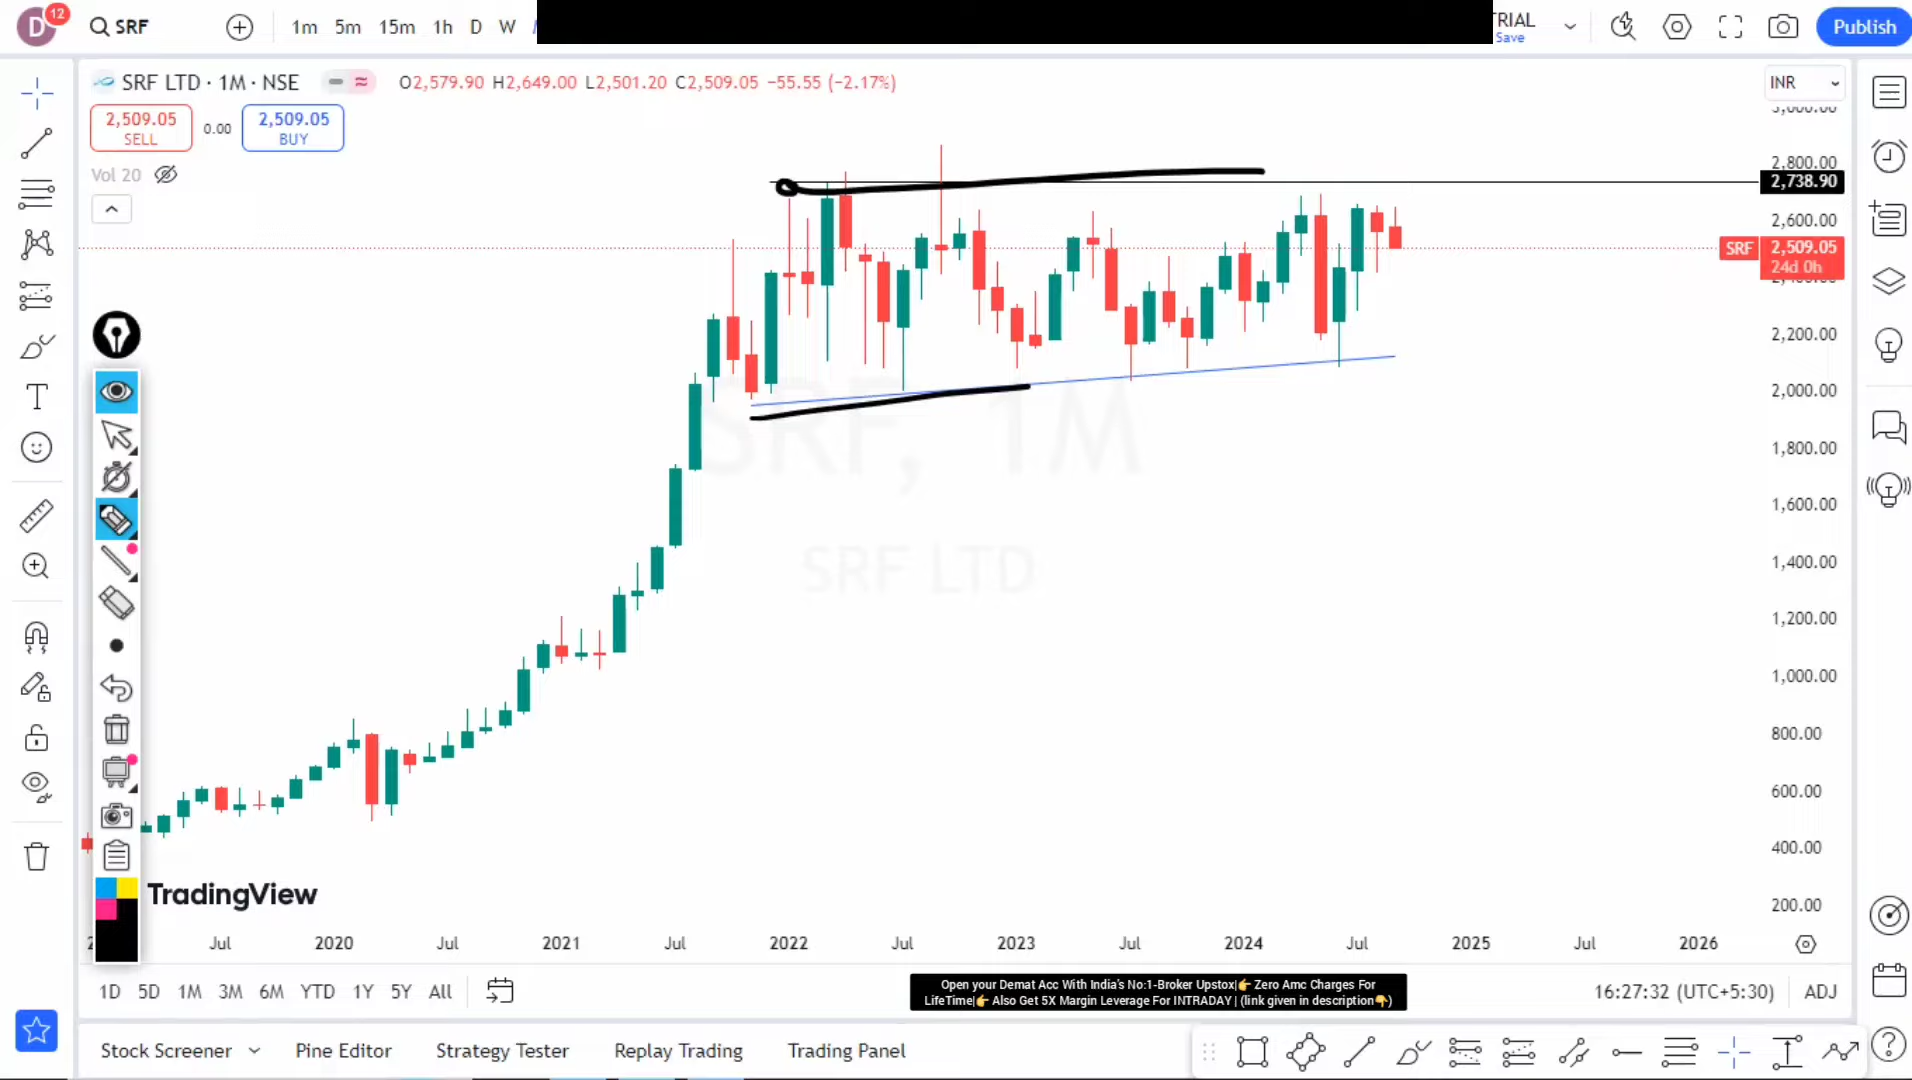 D
12
SRF
1m 5m 15m 1h D W
TRIAL
Save
Publish
SRF LTD · 1M · NSE
O2,579.90 H2,649.00 L2,501.20 C2,509.05 −55.55 (−2.17%)
INR
2,509.05
SELL
0.00
2,509.05
BUY
Vol 20
3,000.00
2,800.00
2,738.90
2,600.00
SRF 2,509.05
24d 0h
2,400.00
2,200.00
2,000.00
1,800.00
1,600.00
1,400.00
1,200.00
1,000.00
800.00
600.00
400.00
200.00
SRF, 1M
SRF LTD
TradingView
Jul 2020 Jul 2021 Jul 2022 Jul 2023 Jul 2024 Jul 2025 Jul 2026
1D 5D 1M 3M 6M YTD 1Y 5Y All
Open your Demat Acc With India's No:1-Broker Upstox|👉 Zero Amc Charges For
LifeTime|👉 Also Get 5X Margin Leverage For INTRADAY | (link given in description👇)
16:27:32 (UTC+5:30) ADJ
Stock Screener Pine Editor Strategy Tester Replay Trading Trading Panel